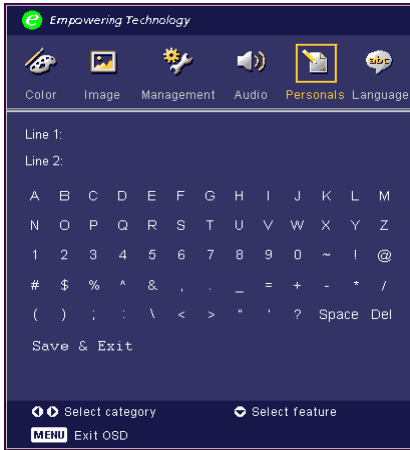 e Empowering Technology
Color Image Management Audio Personals Language
abc
Line 1:
Line 2:
A B C D E F G H I J K L M
N O P Q R S T U V W X Y Z
1 2 3 4 5 6 7 8 9 0 ~ ! @
# $ % ^ & , . _ = + - * /
( ) ; : \ < > " ' ? Space Del
Save & Exit
Select category Select feature
MENU Exit OSD